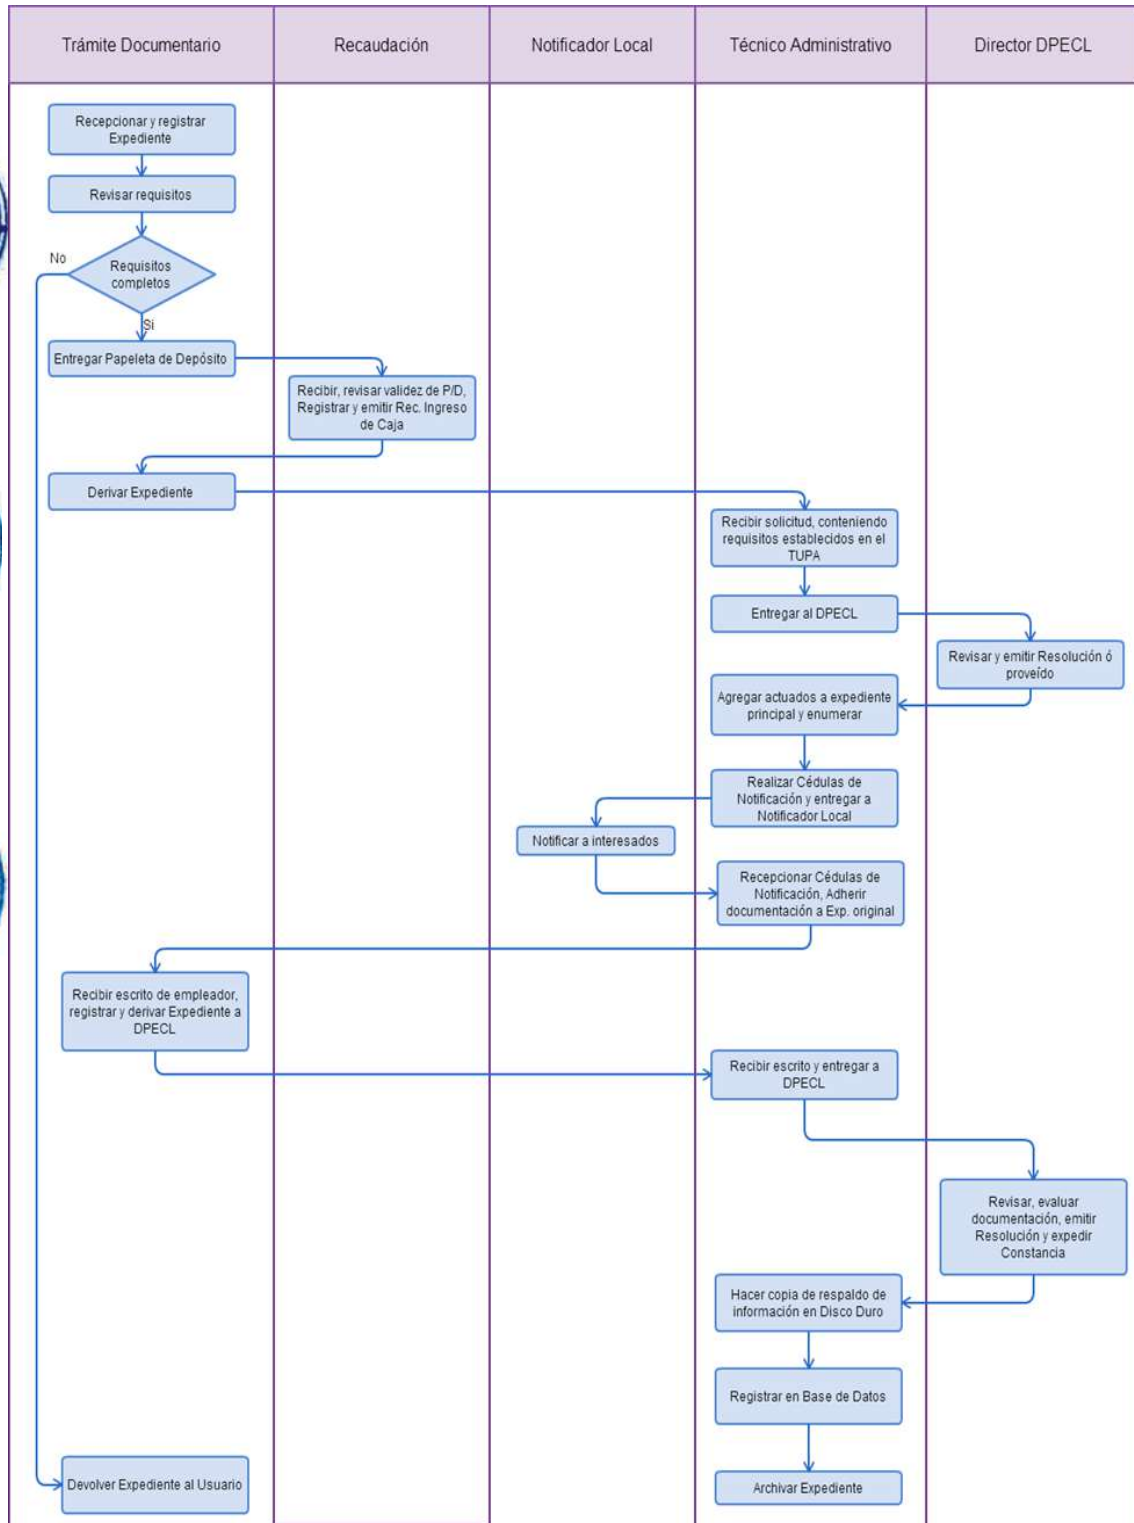 Trámite Documentario
Recaudación
Notificador Local
Técnico Administrativo
Director DPECL
Recepcionar y registrar
Expediente
Revisar requisitos
No
Requisitos
completos
Si
Entregar Papeleta de Depósito
Recibir, revisar validez de P/D,
Registrar y emitir Rec. Ingreso
de Caja
Derivar Expediente
Recibir solicitud, conteniendo
requisitos establecidos en el
TUPA
Entregar al DPECL
Revisar y emitir Resolución ó
proveído
Agregar actuados a expediente
principal y enumerar
Realizar Cédulas de
Notificación y entregar a
Notificador Local
Notificar a interesados
Recepcionar Cédulas de
Notificación, Adherir
documentación a Exp. original
Recibir escrito de empleador,
registrar y derivar Expediente a
DPECL
Recibir escrito y entregar a
DPECL
Revisar, evaluar
documentación, emitir
Resolución y expedir
Constancia
Hacer copia de respaldo de
información en Disco Duro
Registrar en Base de Datos
Devolver Expediente al Usuario
Archivar Expediente